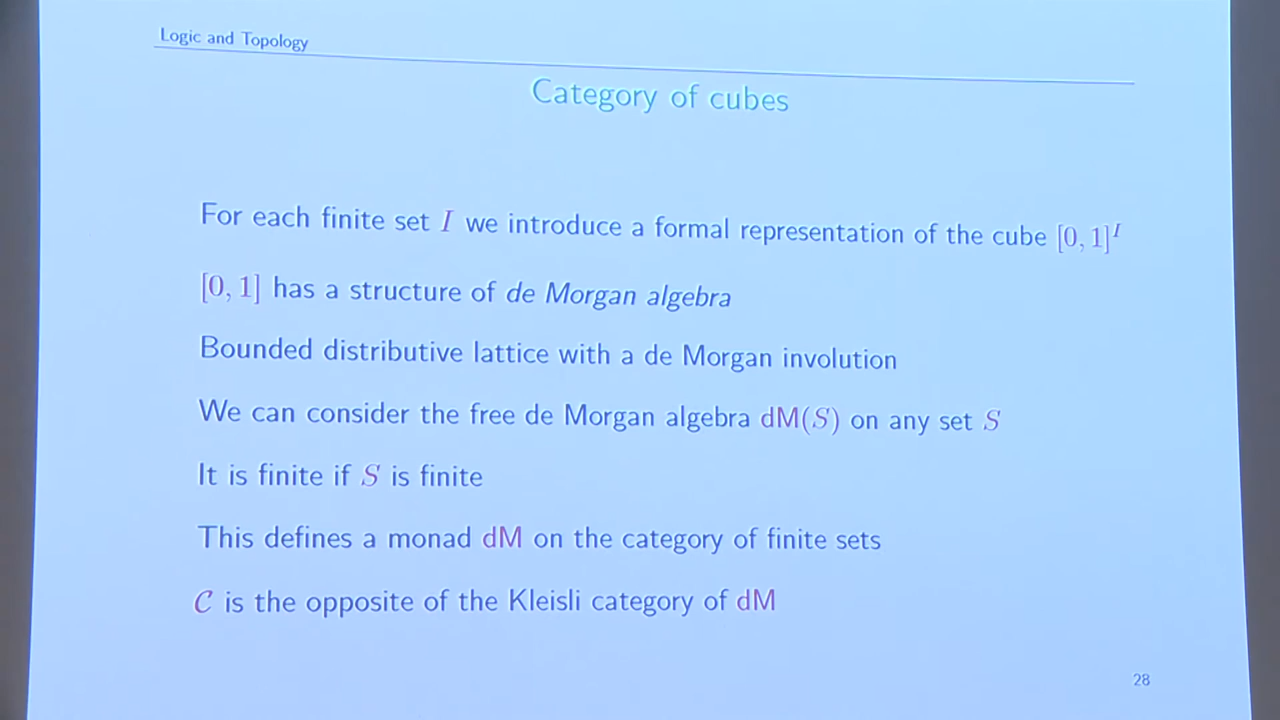 Logic and Topology
Category of cubes
For each finite set I we introduce a formal representation of the cube [0, 1]^I
[0, 1] has a structure of de Morgan algebra
Bounded distributive lattice with a de Morgan involution
We can consider the free de Morgan algebra dM(S) on any set S
It is finite if S is finite
This defines a monad dM on the category of finite sets
𝒞 is the opposite of the Kleisli category of dM
28